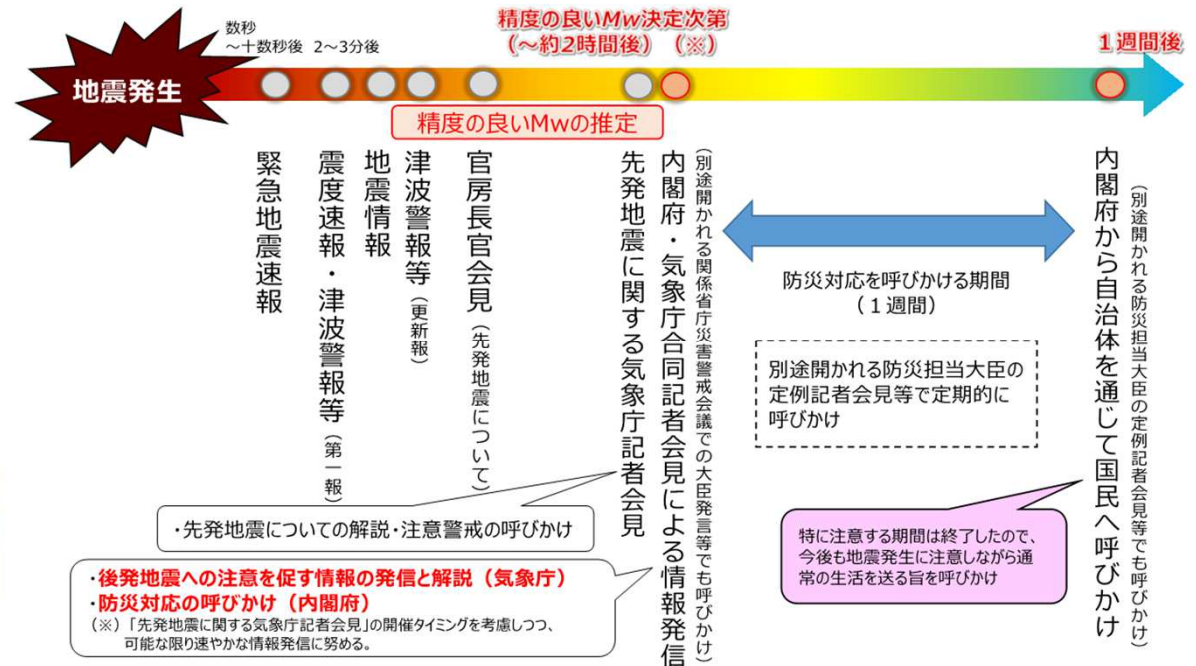 地震発生
数秒
～十数秒後
2～3分後
精度の良いMw決定次第
（～約2時間後）（※）
１週間後
精度の良いMwの推定
緊急地震速報
震度速報・津波警報等（第一報）
地震情報
津波警報等（更新報）
官房長官会見（先発地震について）
先発地震に関する気象庁記者会見
内閣府・気象庁合同記者会見による情報発信
（別途開かれる関係省庁災害警戒会議での大臣発言等でも呼びかけ）
防災対応を呼びかける期間
（１週間）
別途開かれる防災担当大臣の
定例記者会見等で定期的に
呼びかけ
内閣府から自治体を通じて国民へ呼びかけ
（別途開かれる防災担当大臣の定例記者会見等でも呼びかけ）
・先発地震についての解説・注意警戒の呼びかけ
・後発地震への注意を促す情報の発信と解説（気象庁）
・防災対応の呼びかけ（内閣府）
（※）「先発地震に関する気象庁記者会見」の開催タイミングを考慮しつつ、
可能な限り速やかな情報発信に努める。
特に注意する期間は終了したので、
今後も地震発生に注意しながら通
常の生活を送る旨を呼びかけ